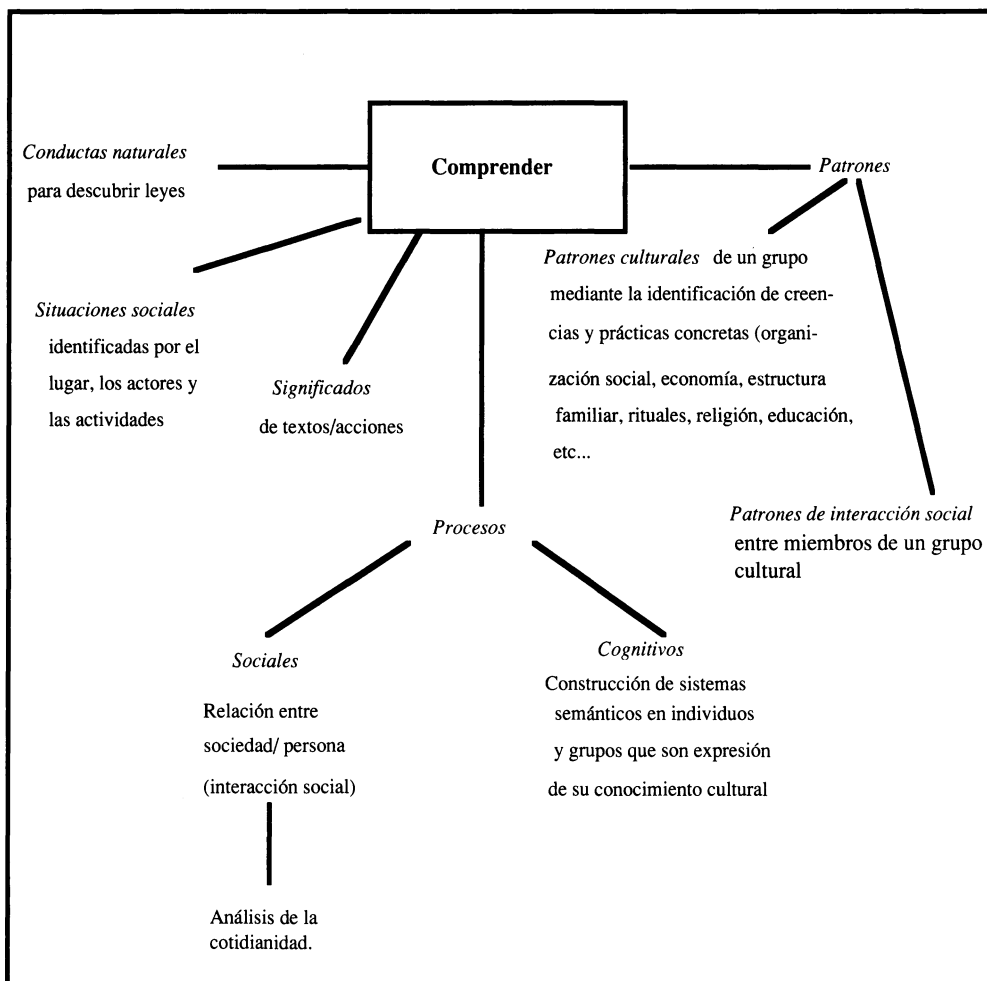 Comprender
Conductas naturales
para descubrir leyes
Situaciones sociales
identificadas por el
lugar, los actores y
las actividades
Significados
de textos/acciones
Patrones
Patrones culturales de un grupo
mediante la identificación de creen-
cias y prácticas concretas (organi-
zación social, economía, estructura
familiar, rituales, religión, educación,
etc...
Patrones de interacción social
entre miembros de un grupo
cultural
Procesos
Sociales
Relación entre
sociedad/ persona
(interacción social)
Análisis de la
cotidianidad.
Cognitivos
Construcción de sistemas
semánticos en individuos
y grupos que son expresión
de su conocimiento cultural